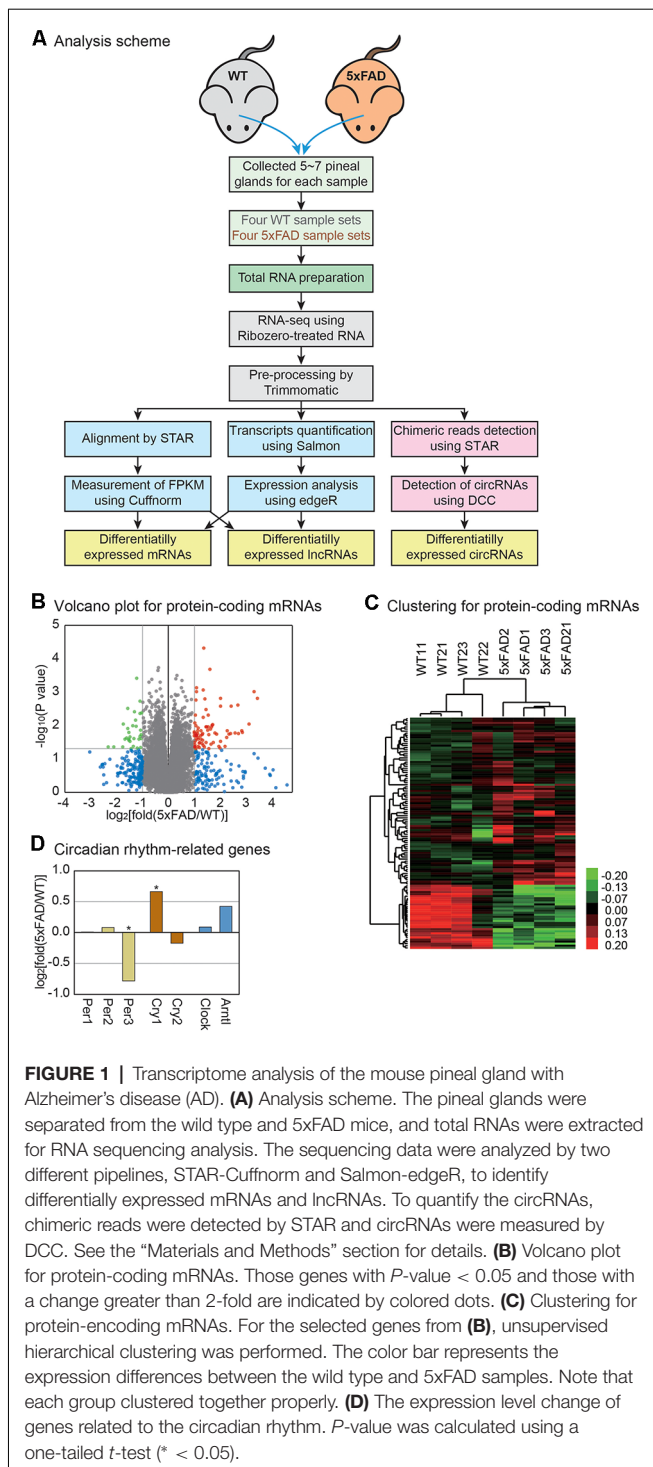 A Analysis scheme
WT
5xFAD
Collected 5~7 pineal
glands for each sample
Four WT sample sets
Four 5xFAD sample sets
Total RNA preparation
RNA-seq using
Ribozero-treated RNA
Pre-processing by
Trimmomatic
Alignment by STAR
Transcripts quantification
using Salmon
Chimeric reads detection
using STAR
Measurement of FPKM
using Cuffnorm
Expression analysis
using edgeR
Detection of circRNAs
using DCC
Differentiatilly
expressed mRNAs
Differentiatilly
expressed lncRNAs
Differentiatilly
expressed circRNAs
B Volcano plot for protein-coding mRNAs
5
4
3
2
1
0
-log₁₀(P value)
-4 -3 -2 -1 0 1 2 3 4
log₂[fold(5xFAD/WT)]
C Clustering for protein-coding mRNAs
WT11
WT21
WT23
WT22
5xFAD2
5xFAD1
5xFAD3
5xFAD21
-0.20
-0.13
-0.07
0.00
0.07
0.13
0.20
D Circadian rhythm-related genes
log₂[fold(5xFAD/WT)]
1.0
0.5
0.0
-0.5
-1.0
*
*
Per1
Per2
Per3
Cry1
Cry2
Clock
Arntl
FIGURE 1 | Transcriptome analysis of the mouse pineal gland with
Alzheimer's disease (AD). (A) Analysis scheme. The pineal glands were
separated from the wild type and 5xFAD mice, and total RNAs were extracted
for RNA sequencing analysis. The sequencing data were analyzed by two
different pipelines, STAR-Cuffnorm and Salmon-edgeR, to identify
differentially expressed mRNAs and lncRNAs. To quantify the circRNAs,
chimeric reads were detected by STAR and circRNAs were measured by
DCC. See the “Materials and Methods” section for details. (B) Volcano plot
for protein-coding mRNAs. Those genes with P-value < 0.05 and those with
a change greater than 2-fold are indicated by colored dots. (C) Clustering for
protein-encoding mRNAs. For the selected genes from (B), unsupervised
hierarchical clustering was performed. The color bar represents the
expression differences between the wild type and 5xFAD samples. Note that
each group clustered together properly. (D) The expression level change of
genes related to the circadian rhythm. P-value was calculated using a
one-tailed t-test (* < 0.05).